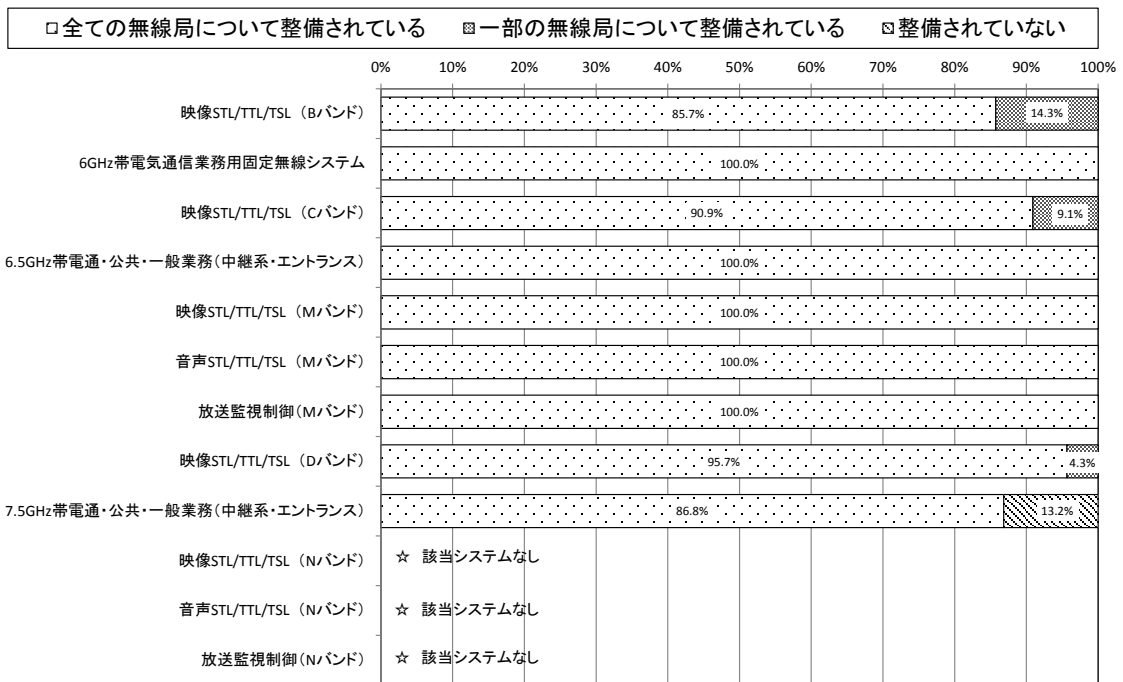 全ての無線局について整備されている 一部の無線局について整備されている 整備されていない
0% 10% 20% 30% 40% 50% 60% 70% 80% 90% 100%
映像STL/TTL/TSL（Bバンド） 85.7% 14.3%
6GHz帯電気通信業務用固定無線システム 100.0%
映像STL/TTL/TSL（Cバンド） 90.9% 9.1%
6.5GHz帯電通・公共・一般業務（中継系・エントランス） 100.0%
映像STL/TTL/TSL（Mバンド） 100.0%
音声STL/TTL/TSL（Mバンド） 100.0%
放送監視制御（Mバンド） 100.0%
映像STL/TTL/TSL（Dバンド） 95.7% 4.3%
7.5GHz帯電通・公共・一般業務（中継系・エントランス） 86.8% 13.2%
映像STL/TTL/TSL（Nバンド） ☆ 該当システムなし
音声STL/TTL/TSL（Nバンド） ☆ 該当システムなし
放送監視制御（Nバンド） ☆ 該当システムなし